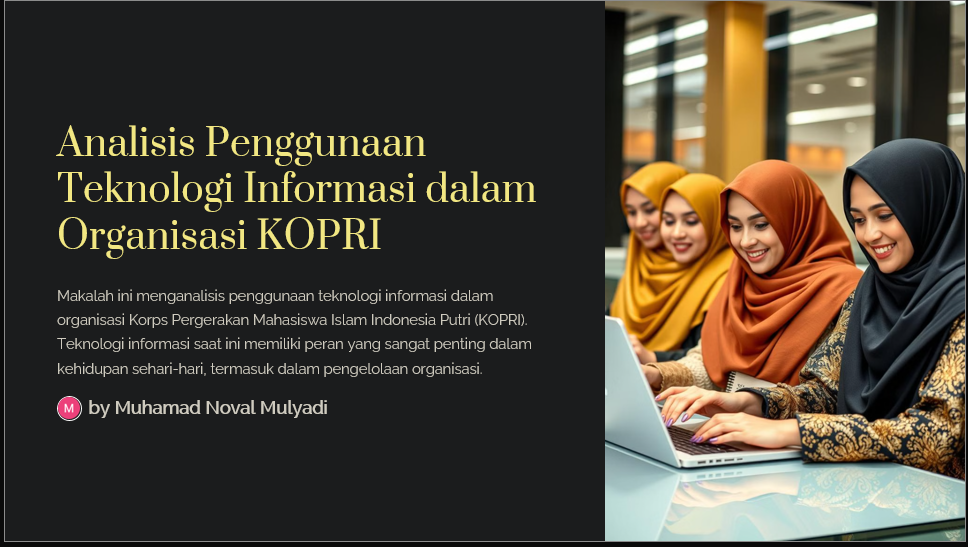 Analisis Penggunaan
Teknologi Informasi dalam
Organisasi KOPRI
Makalah ini menganalisis penggunaan teknologi informasi dalam
organisasi Korps Pergerakan Mahasiswa Islam Indonesia Putri (KOPRI).
Teknologi informasi saat ini memiliki peran yang sangat penting dalam
kehidupan sehari-hari, termasuk dalam pengelolaan organisasi.
M by Muhamad Noval Mulyadi